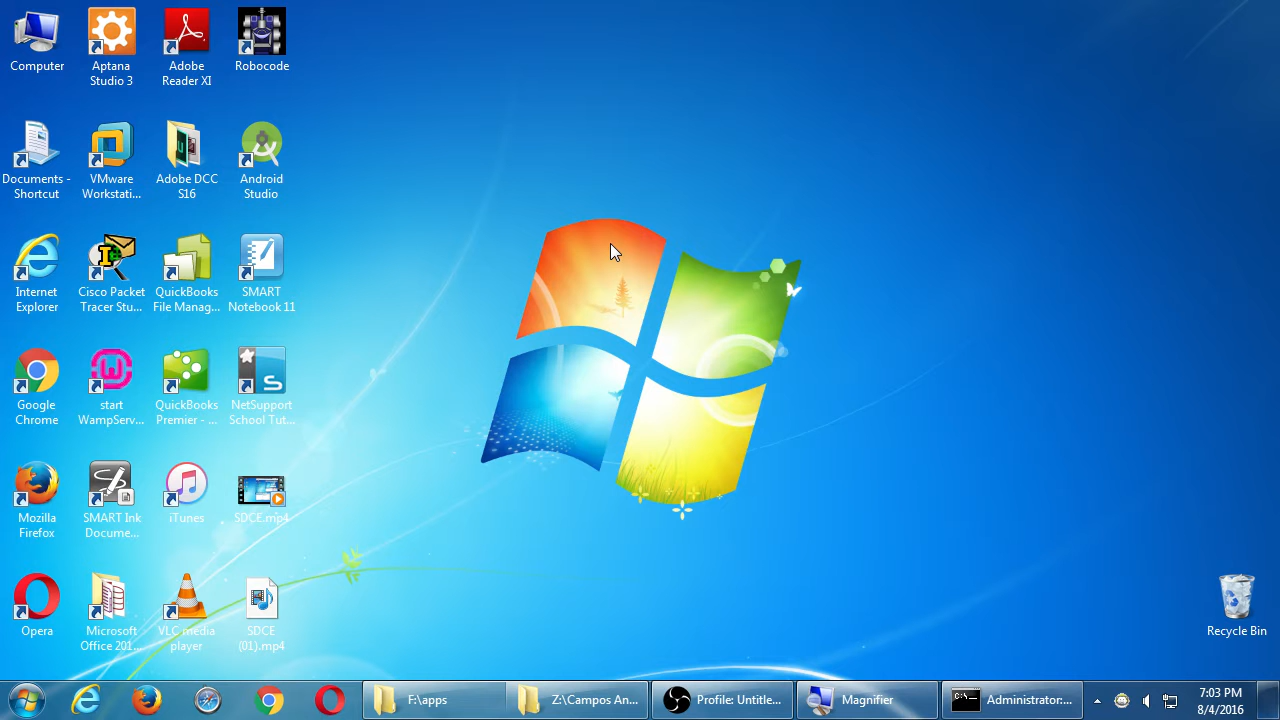 Computer
Aptana
Studio 3
Adobe
Reader XI
Robocode
Documents -
Shortcut
VMware
Workstati...
Adobe DCC
S16
Android
Studio
Internet
Explorer
Cisco Packet
Tracer Stu...
QuickBooks
File Manag...
SMART
Notebook 11
Google
Chrome
start
WampServ...
QuickBooks
Premier - ...
NetSupport
School Tut...
Mozilla
Firefox
SMART Ink
Docume...
iTunes
SDCE.mp4
Opera
Microsoft
Office 201...
VLC media
player
SDCE
(01).mp4
Recycle Bin
F:\apps
Z:\Campos An...
Profile: Untitle...
Magnifier
Administrator:...
7:03 PM
8/4/2016